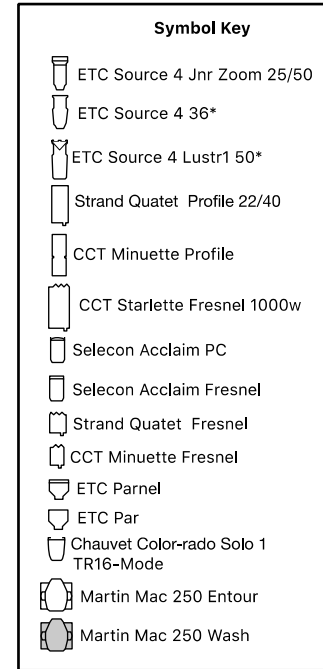 Symbol Key
ETC Source 4 Jnr Zoom 25/50
ETC Source 4 36*
ETC Source 4 Lustr1 50*
Strand Quatet Profile 22/40
CCT Minuette Profile
CCT Starlette Fresnel 1000w
Selecon Acclaim PC
Selecon Acclaim Fresnel
Strand Quatet Fresnel
CCT Minuette Fresnel
ETC Parnel
ETC Par
Chauvet Color-rado Solo 1
TR16-Mode
Martin Mac 250 Entour
Martin Mac 250 Wash